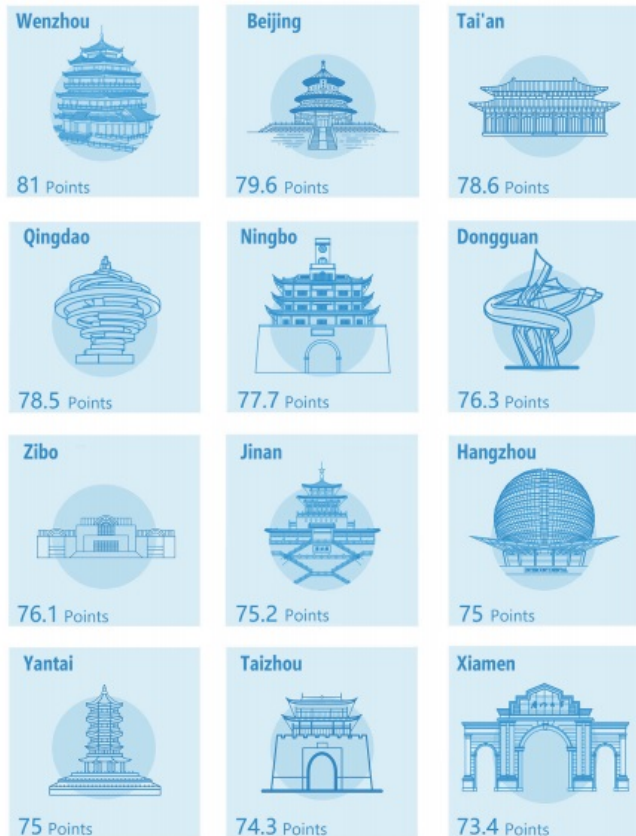 Wenzhou
81 Points
Beijing
79.6 Points
Tai'an
78.6 Points
Qingdao
78.5 Points
Ningbo
77.7 Points
Dongguan
76.3 Points
Zibo
76.1 Points
Jinan
75.2 Points
Hangzhou
75 Points
Yantai
75 Points
Taizhou
74.3 Points
Xiamen
73.4 Points